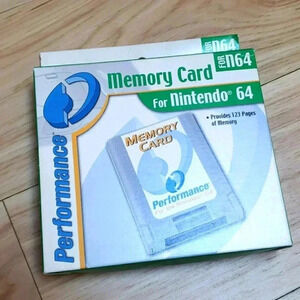 FOR N64
FOR N64
Memory Card
For Nintendo® 64
• Provides 123 Pages
of Memory
MEMORY
CARD
Performance®
Performance